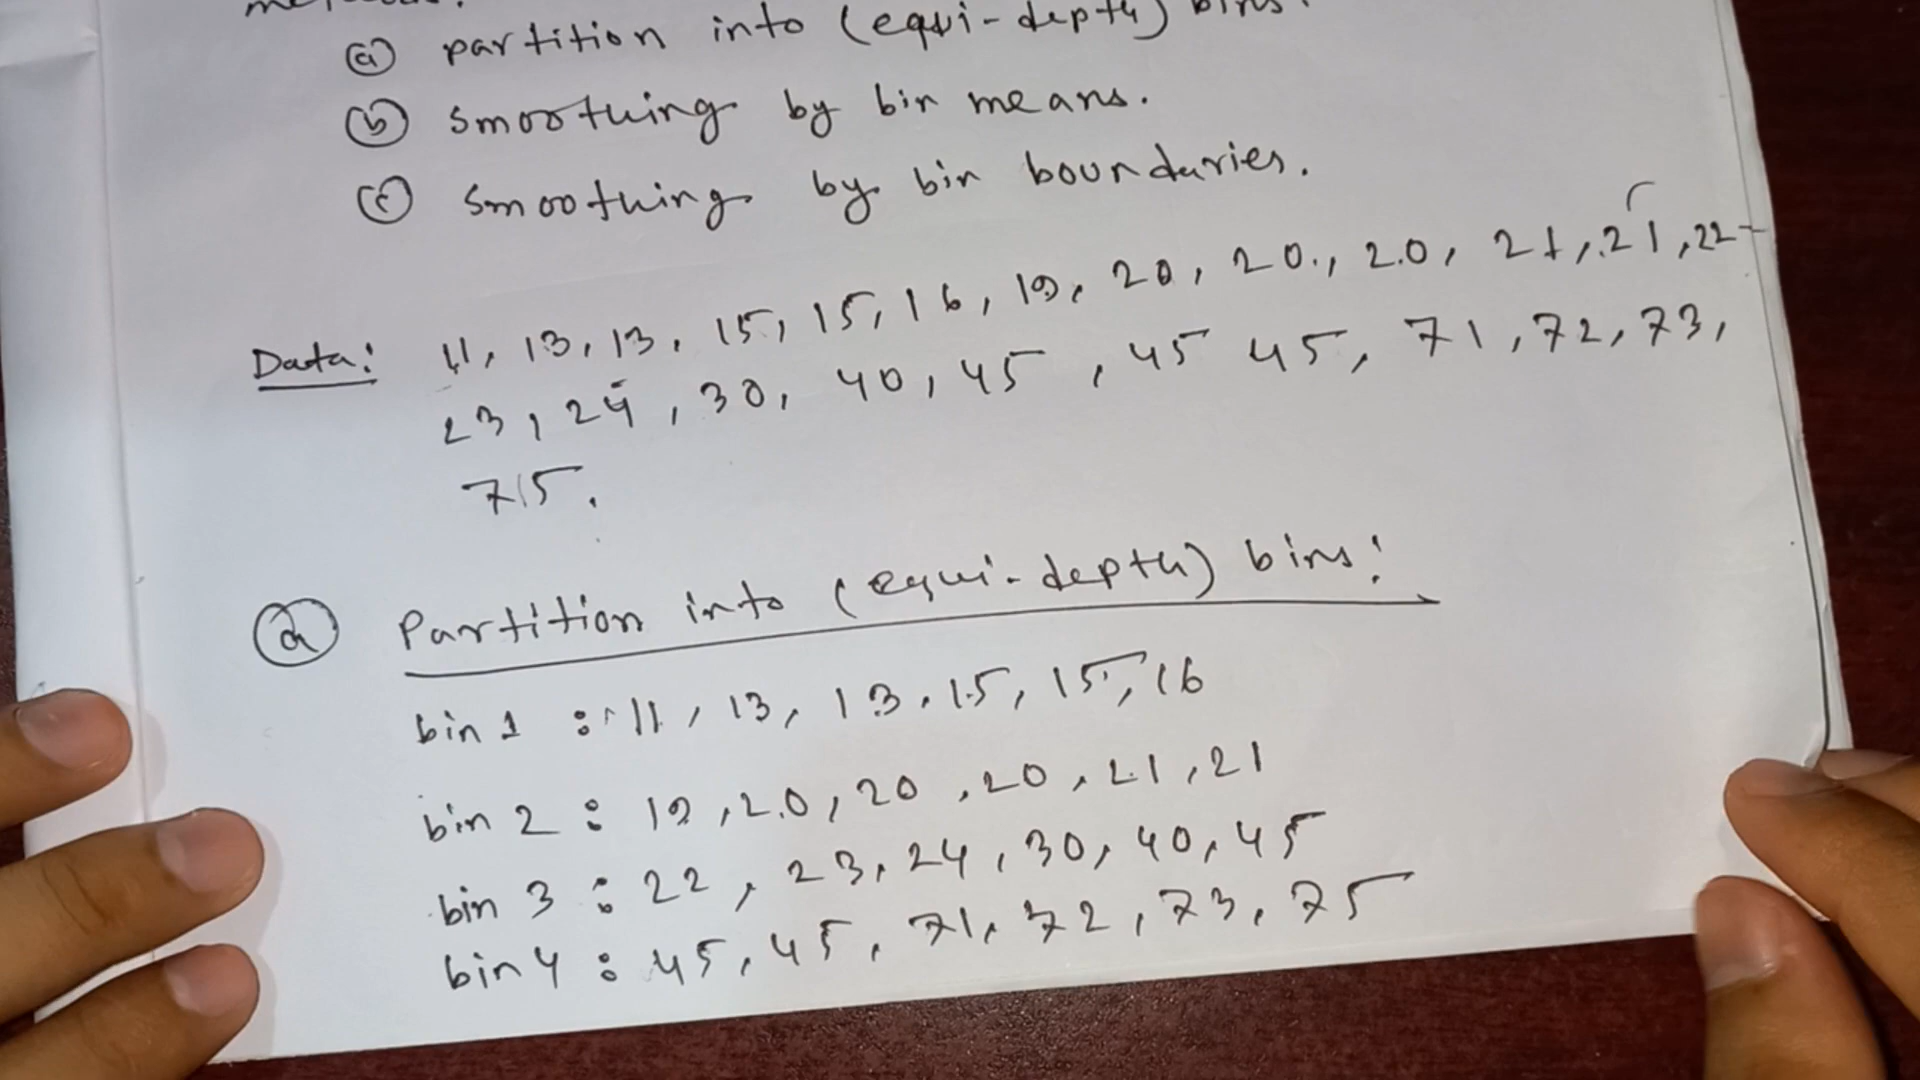 (a) partition into (equi-depth) bins.
(b) smoothing by bin means.
(c) smoothing by bin boundaries.
Data: 11, 13, 13, 15, 15, 16, 19, 20, 20, 20, 21, 21, 22
23, 24, 30, 40, 45, 45 45, 71, 72, 73,
75.
(a) Partition into (equi-depth) bins:
bin 1 : 11, 13, 13, 15, 15, 16
bin 2 : 19, 20, 20, 20, 21, 21
bin 3 : 22, 23, 24, 30, 40, 45
bin 4 : 45, 45, 71, 72, 73, 75